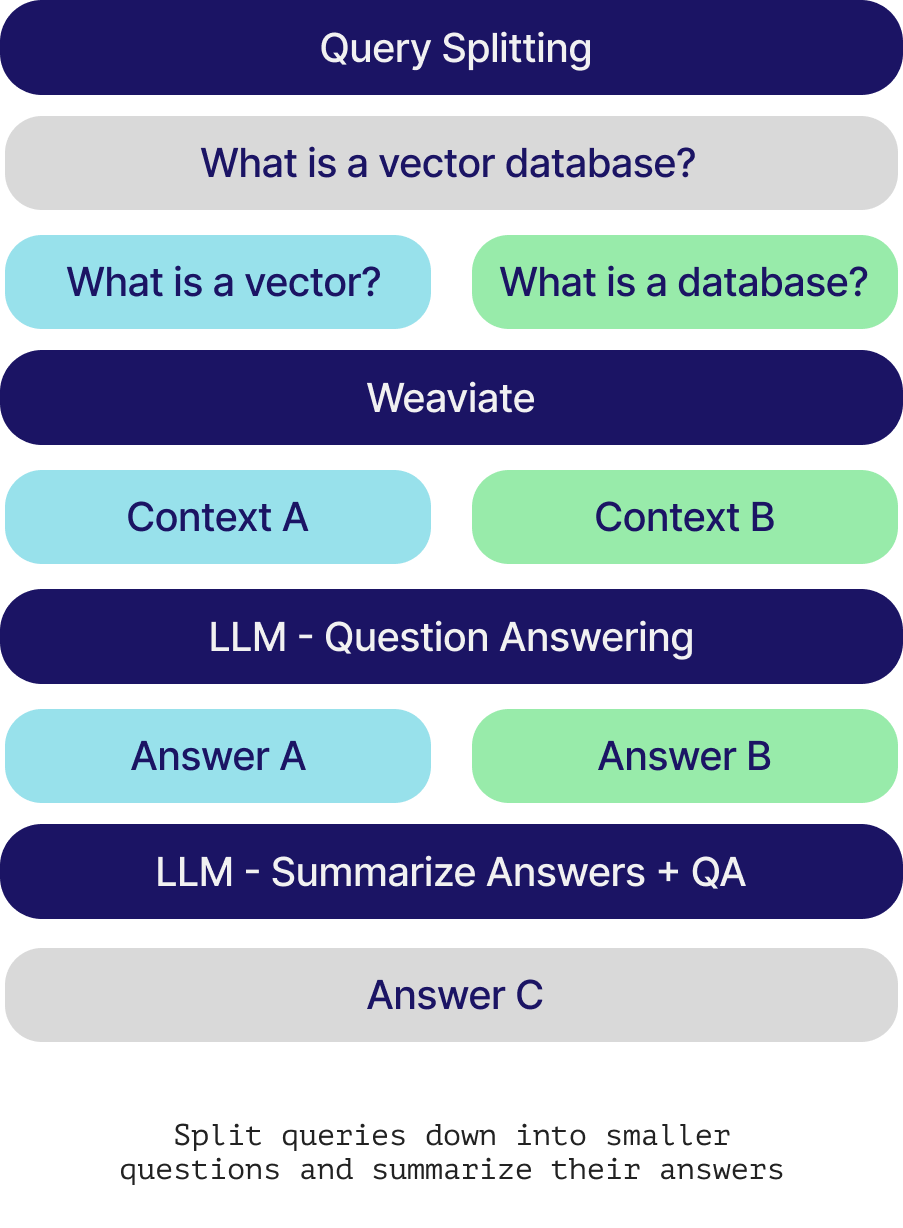 Query Splitting
What is a vector database?
What is a vector?
What is a database?
Weaviate
Context A
Context B
LLM - Question Answering
Answer A
Answer B
LLM - Summarize Answers + QA
Answer C
Split queries down into smaller
questions and summarize their answers